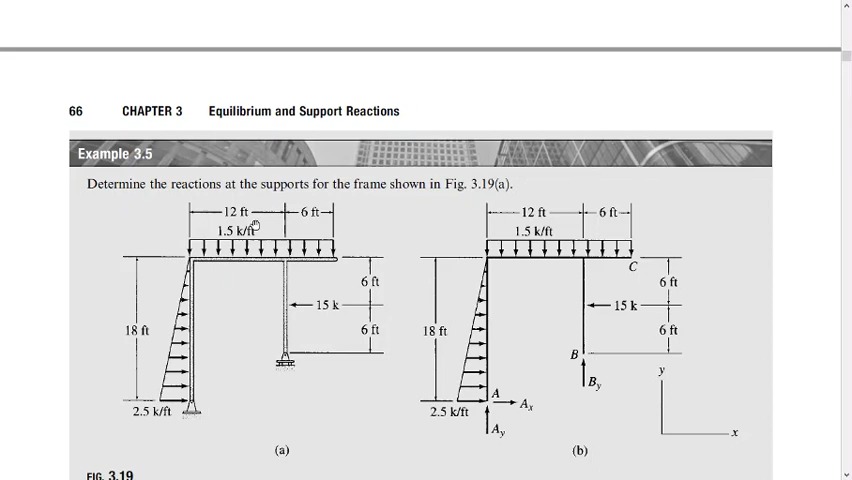 66 CHAPTER 3 Equilibrium and Support Reactions
Example 3.5
Determine the reactions at the supports for the frame shown in Fig. 3.19(a).
12 ft 6 ft
1.5 k/ft
6 ft
15 k
18 ft
6 ft
2.5 k/ft
(a)
12 ft 6 ft
1.5 k/ft
C
6 ft
15 k
18 ft
6 ft
B
By
y
A
Ax
2.5 k/ft
Ay
x
(b)
FIG. 3.19